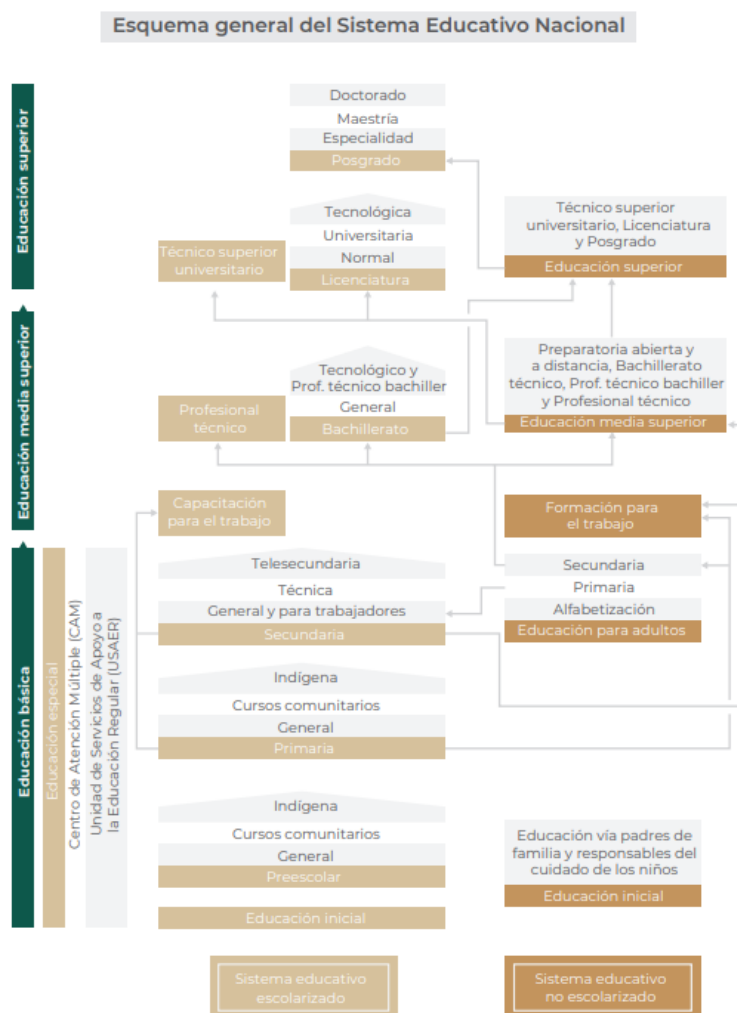 Esquema general del Sistema Educativo Nacional
Educación superior
Doctorado
Maestría
Especialidad
Posgrado
Tecnológica
Universitaria
Normal
Licenciatura
Técnico superior
universitario
Técnico superior
universitario, Licenciatura
y Posgrado
Educación superior
Educación media superior
Tecnológico y
Prof. técnico bachiller
General
Bachillerato
Profesional
técnico
Preparatoria abierta y
a distancia, Bachillerato
técnico, Prof. técnico bachiller
y Profesional técnico
Educación media superior
Capacitación
para el trabajo
Formación para
el trabajo
Educación básica
Educación especial
Centro de Atención Múltiple (CAM)
Unidad de Servicios de Apoyo a
la Educación Regular (USAER)
Telesecundaria
Técnica
General y para trabajadores
Secundaria
Secundaria
Primaria
Alfabetización
Educación para adultos
Indígena
Cursos comunitarios
General
Primaria
Indígena
Cursos comunitarios
General
Preescolar
Educación inicial
Educación vía padres de
familia y responsables del
cuidado de los niños
Educación inicial
Sistema educativo
escolarizado
Sistema educativo
no escolarizado